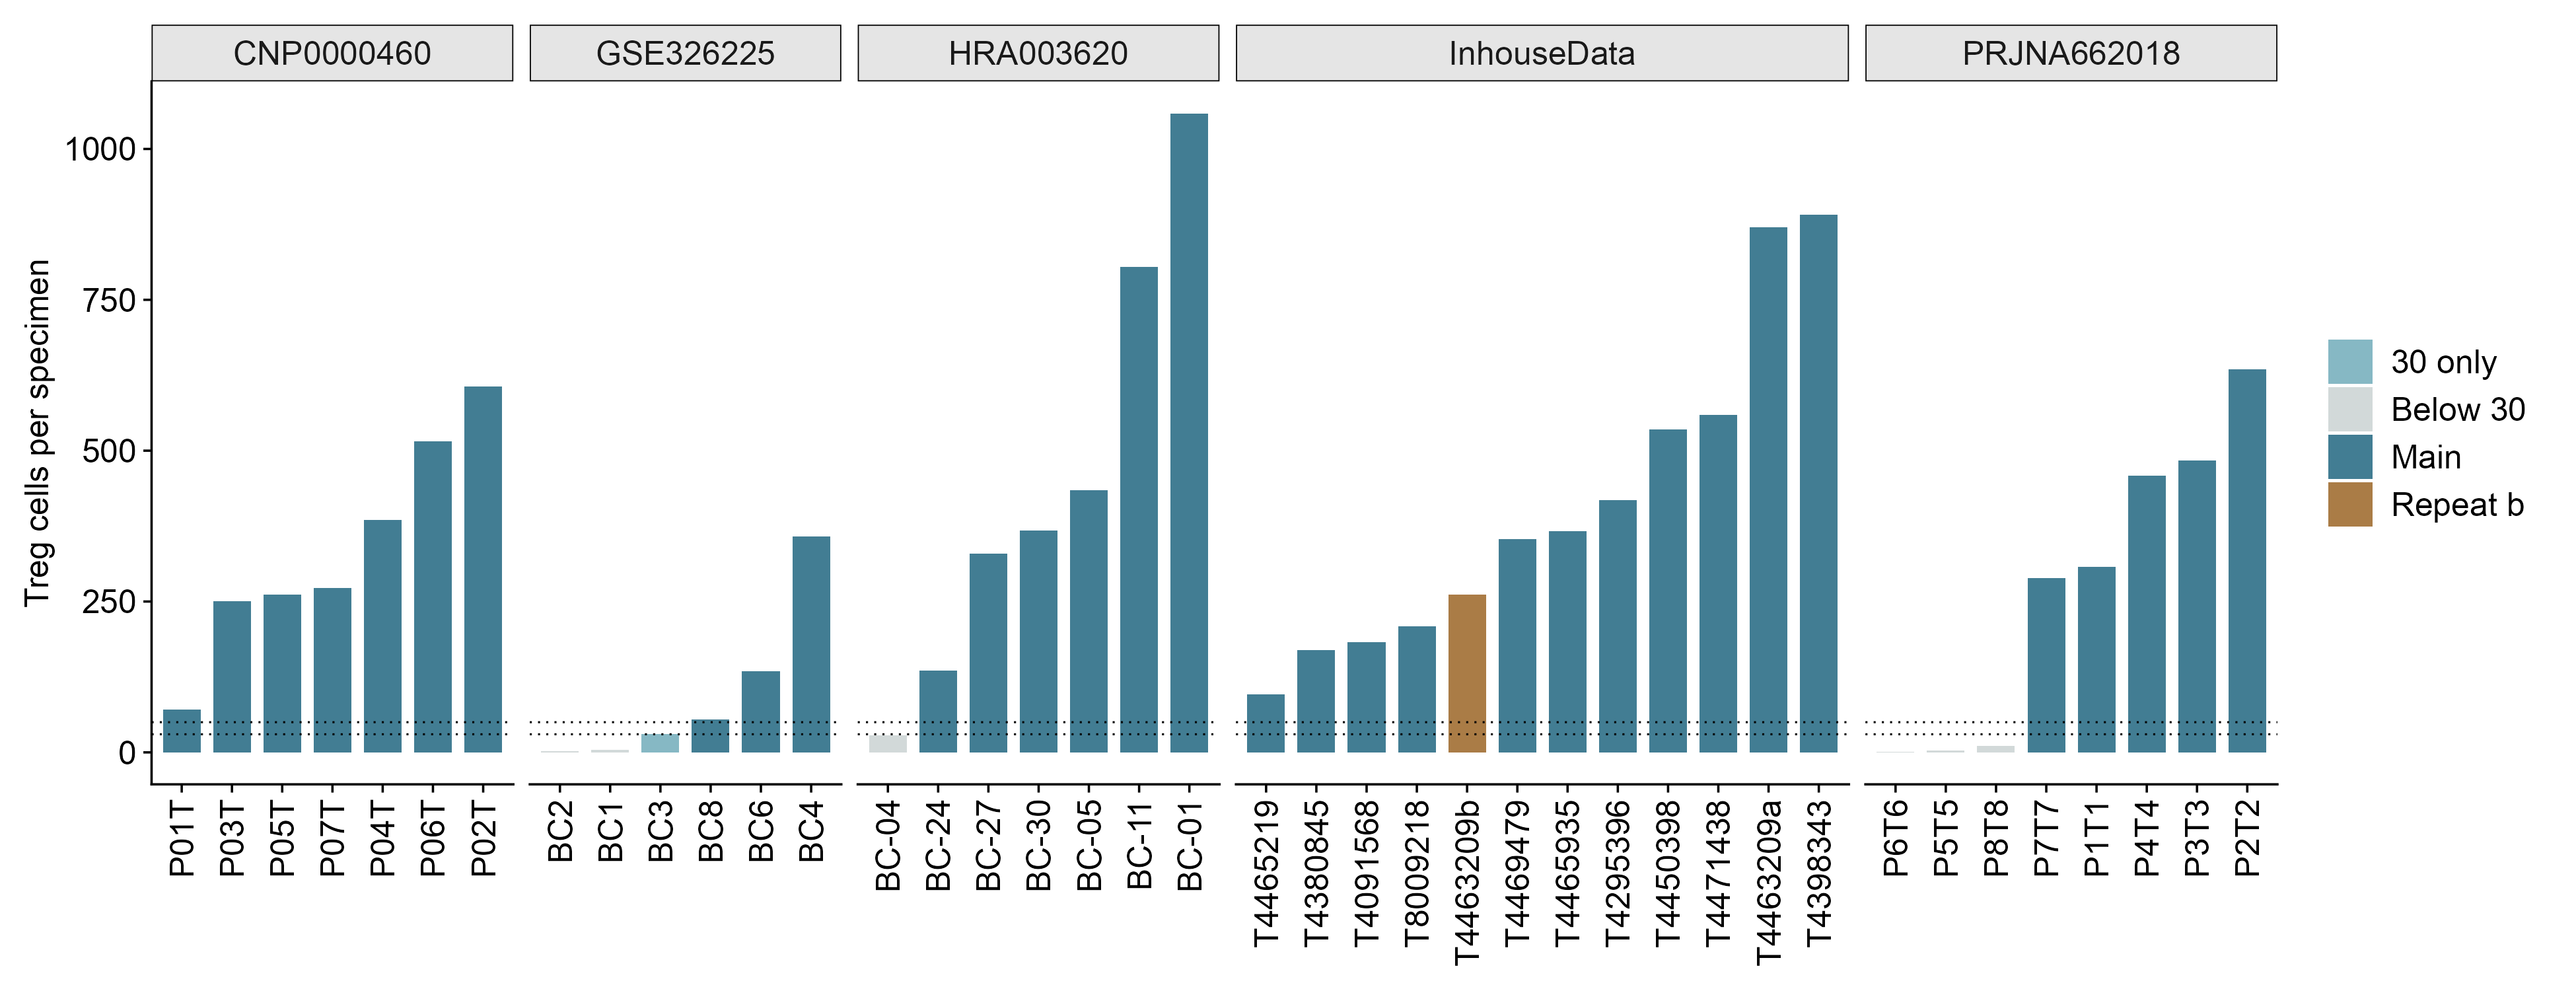 CNP0000460
GSE326225
HRA003620
InhouseData
PRJNA662018
Treg cells per specimen
1000
750
500
250
0
P01T
P03T
P05T
P07T
P04T
P06T
P02T
BC2
BC1
BC3
BC8
BC6
BC4
BC-04
BC-24
BC-27
BC-30
BC-05
BC-11
BC-01
T4465219
T4380845
T4091568
T8009218
T4463209b
T4469479
T4465935
T4295396
T4450398
T4471438
T4463209a
T4398343
P6T6
P5T5
P8T8
P7T7
P1T1
P4T4
P3T3
P2T2
30 only
Below 30
Main
Repeat b